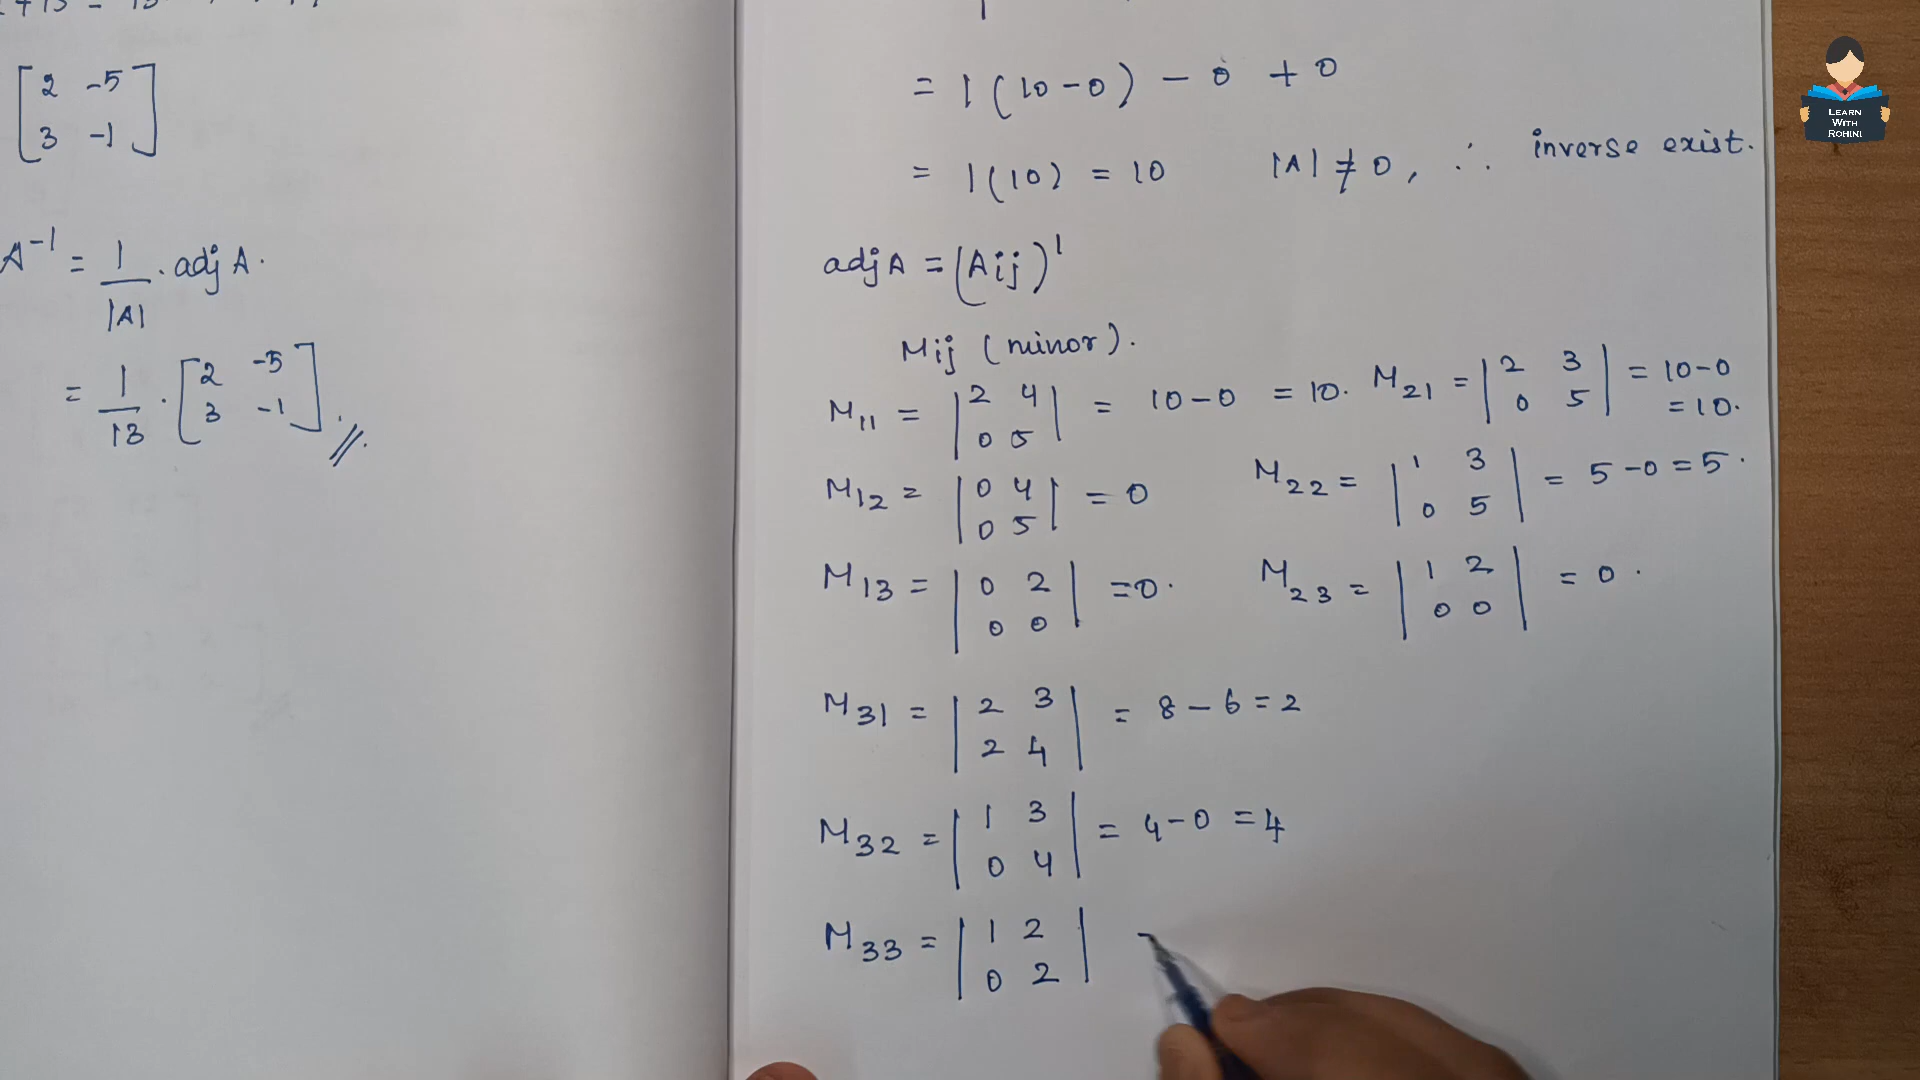 [2 -5
3 -1]
A⁻¹ = 1/|A| . adj A.
= 1/13 . [2 -5
3 -1] . //.
= 1(10-0) - 0 + 0
= 1(10) = 10 |A| ≠ 0, ∴ inverse exist.
adj A = (Aij)'
Mij (minor).
M₁₁ = |2 4
0 5| = 10-0 = 10.
M₁₂ = |0 4
0 5| = 0
M₁₃ = |0 2
0 0| = 0.
M₂₁ = |2 3
0 5| = 10-0
= 10.
M₂₂ = |1 3
0 5| = 5-0 = 5.
M₂₃ = |1 2
0 0| = 0.
M₃₁ = |2 3
2 4| = 8-6 = 2
M₃₂ = |1 3
0 4| = 4-0 = 4
M₃₃ = |1 2
0 2| -
LEARN
WITH
ROHINI